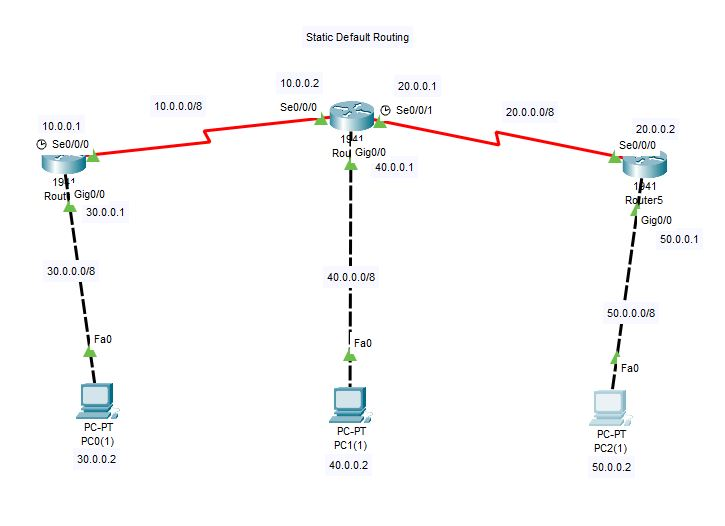 Static Default Routing
10.0.0.2
20.0.0.1
10.0.0.0/8
Se0/0/0
Se0/0/1
20.0.0.0/8
10.0.0.1
20.0.0.2
Se0/0/0
Se0/0/0
1941
Gig0/0
40.0.0.1
1941
Gig0/0
30.0.0.1
1941
Router5
Gig0/0
50.0.0.1
30.0.0.0/8
40.0.0.0/8
50.0.0.0/8
Fa0
Fa0
Fa0
PC-PT
PC0(1)
30.0.0.2
PC-PT
PC1(1)
40.0.0.2
PC-PT
PC2(1)
50.0.0.2